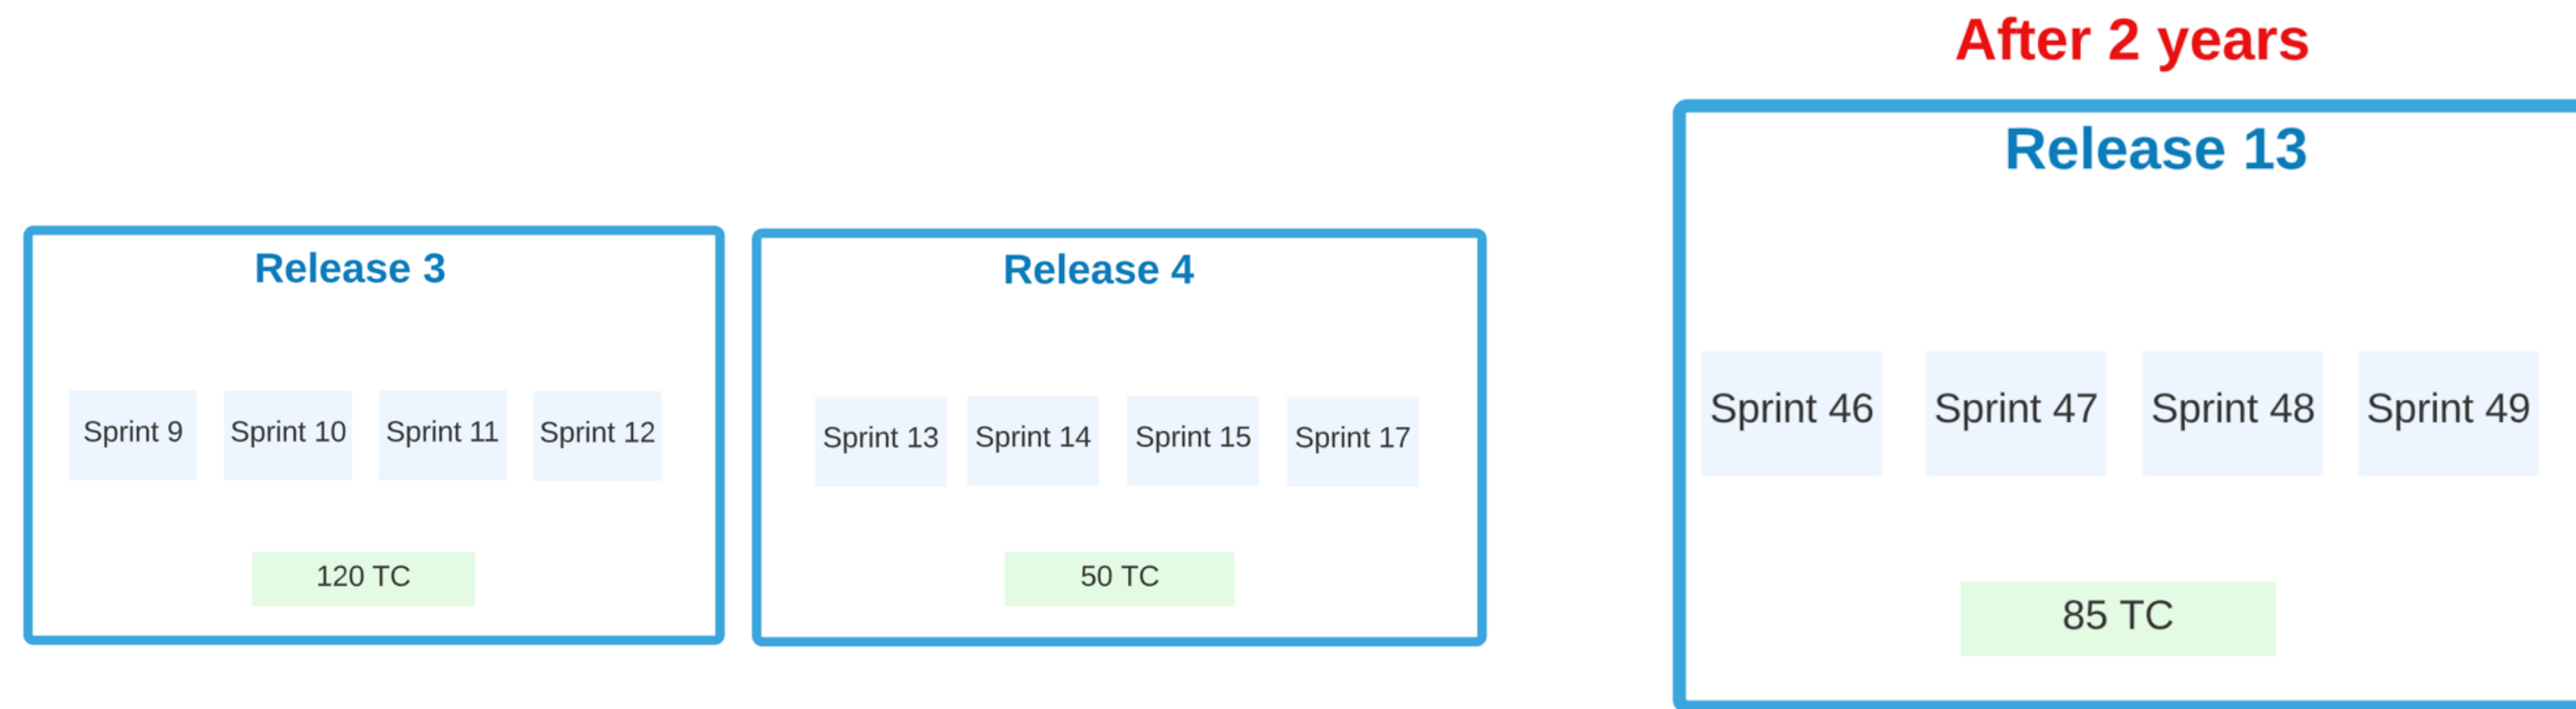 After 2 years
Release 3
Sprint 9
Sprint 10
Sprint 11
Sprint 12
120 TC
Release 4
Sprint 13
Sprint 14
Sprint 15
Sprint 17
50 TC
Release 13
Sprint 46
Sprint 47
Sprint 48
Sprint 49
85 TC